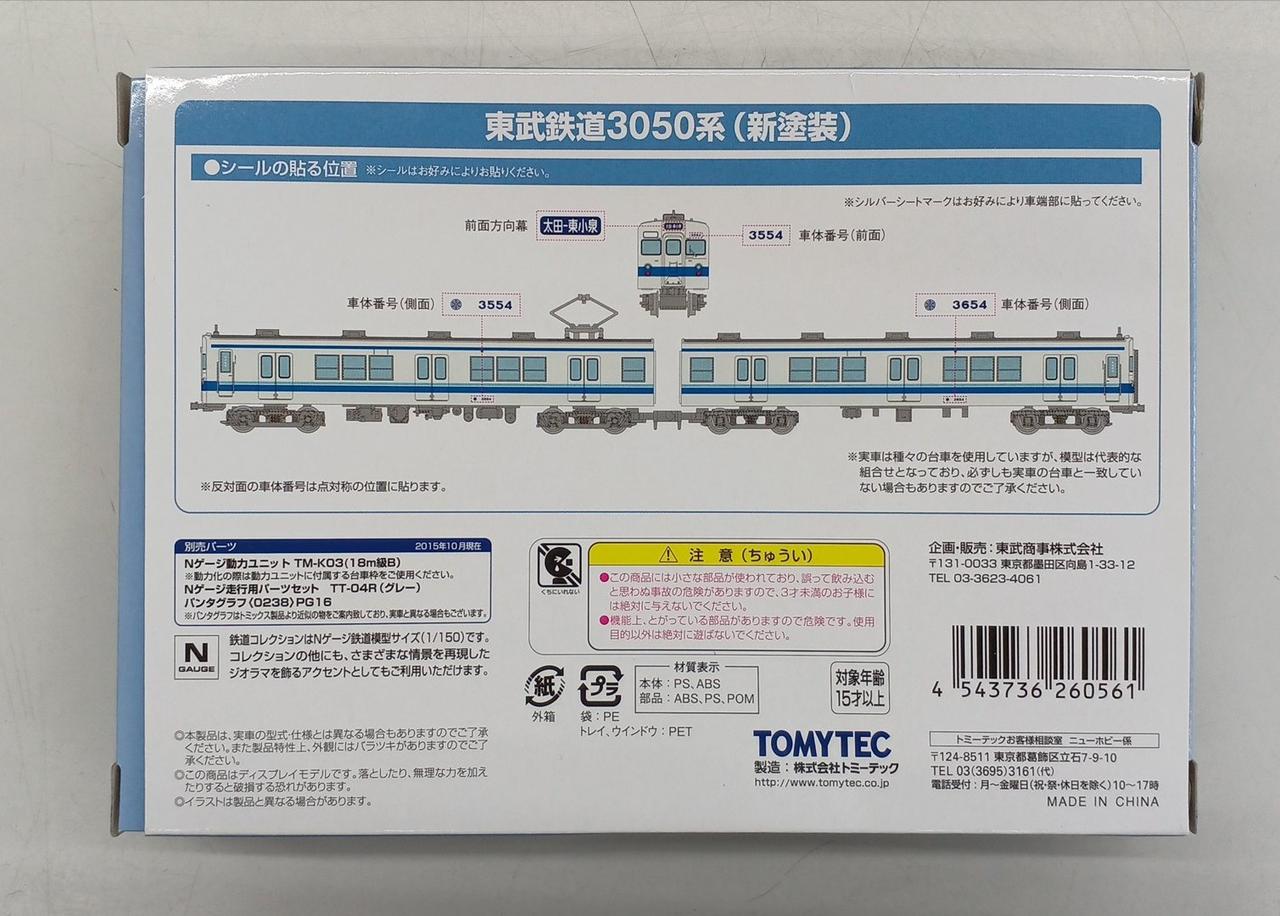 東武鉄道3050系(新塗装)
●シールの貼る位置 ※シールはお好みによりお貼りください。
※シルバーシートマークはお好みにより車端部に貼ってください。
前面方向幕 太田-東小泉
3554 車体番号(前面)
車体番号(側面) 3554
3654 車体番号(側面)
3554
3654
※反対面の車体番号は点対称の位置に貼ります。
※実車は種々の台車を使用していますが、模型は代表的な
組合せとなっており、必ずしも実車の台車と一致してい
ない場合もありますのでご了承ください。
別売パーツ 2015年10月現在
Nゲージ動力ユニット TM-K03(18m級B)
※動力化の際は動力ユニットに付属する台車枠をご使用ください。
Nゲージ走行用パーツセット TT-04R(グレー)
パンタグラフ〈0238〉PG16
※パンタグラフはトミックス製品より近似の物をご案内致しており、実車と異なる場合もございます。
N
GAUGE
鉄道コレクションはNゲージ鉄道模型サイズ(1/150)です。
コレクションの他にも、さまざまな情景を再現した
ジオラマを飾るアクセントとしてもご利用いただけます。
◎本製品は、実車の型式・仕様とは異なる場合もありますのでご了承
ください。また製品特性上、外観にはバラツキがありますのでご了
承ください。
◎この商品はディスプレイモデルです。落としたり、無理な力を加え
たりすると破損する恐れがあります。
◎イラストは製品と異なる場合があります。
くちにいれない
注 意(ちゅうい)
●この商品には小さな部品が使われており、誤って飲み込む
と思わぬ事故の危険がありますので、3才未満のお子様に
は絶対に与えないでください。
●機能上、とがっている部品がありますので危険です。使用
目的以外は絶対に遊ばないでください。
紙
外箱
プラ
袋:PE
トレイ、ウインドウ:PET
材質表示
本体:PS、ABS
部品:ABS、PS、POM
対象年齢
15才以上
TOMYTEC
製造:株式会社トミーテック
http://www.tomytec.co.jp
企画・販売:東武商事株式会社
〒131-0033 東京都墨田区向島1-33-12
TEL 03-3623-4061
4 543736 260561
トミーテックお客様相談室 ニューホビー係
〒124-8511 東京都葛飾区立石7-9-10
TEL 03(3695)3161(代)
電話受付:月〜金曜日(祝・祭・休日を除く)10〜17時
MADE IN CHINA